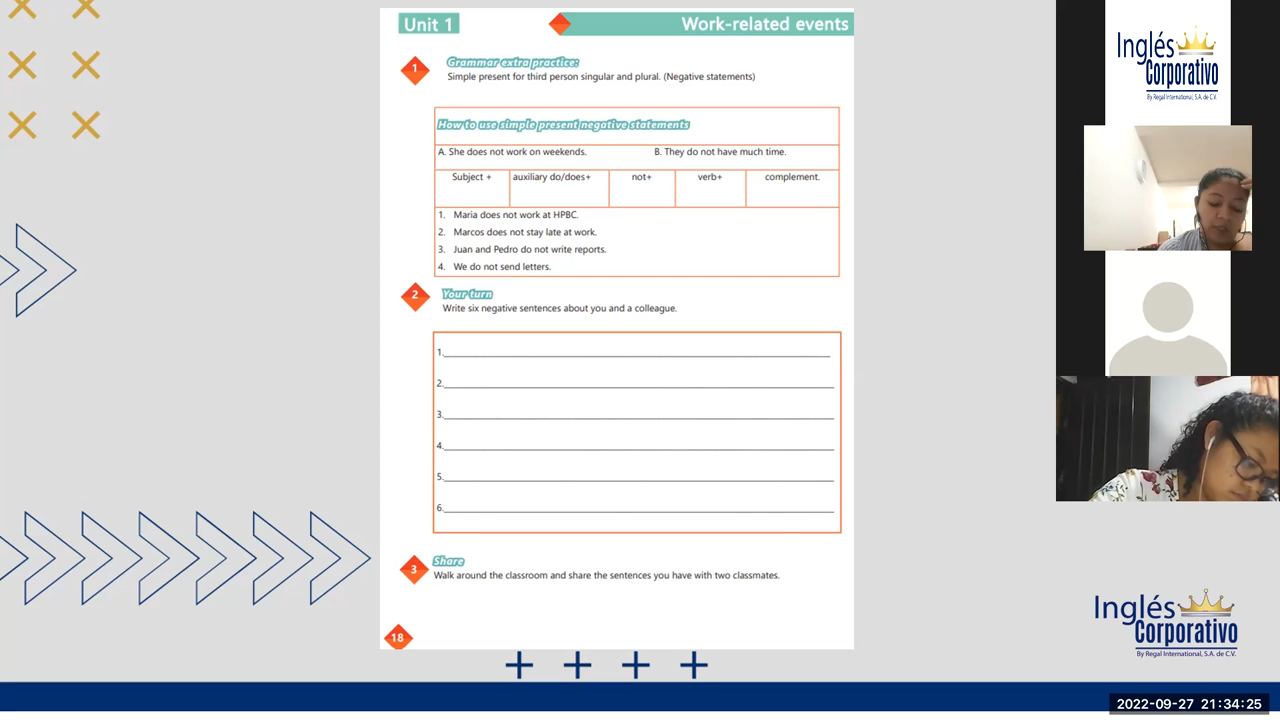 Unit 1
Work-related events
1
Grammar extra practice:
Simple present for third person singular and plural. (Negative statements)
How to use simple present negative statements
A. She does not work on weekends. B. They do not have much time.
Subject + auxiliary do/does+ not+ verb+ complement.
1. Maria does not work at HPBC.
2. Marcos does not stay late at work.
3. Juan and Pedro do not write reports.
4. We do not send letters.
2
Your turn
Write six negative sentences about you and a colleague.
1.
2.
3.
4.
5.
6.
3
Share
Walk around the classroom and share the sentences you have with two classmates.
18
Inglés
Corporativo
By Regal International, S.A. de C.V.
Inglés
Corporativo
By Regal International, S.A. de C.V.
2022-09-27 21:34:25